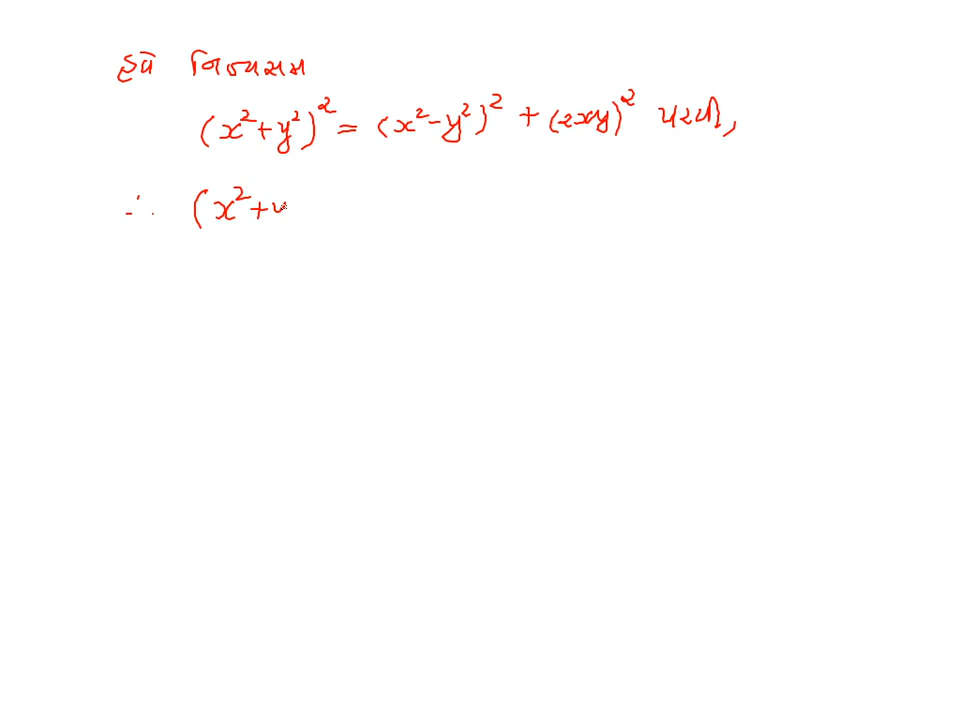 હવે નિત્યસમ
(x²+y²)² = (x²-y²)² + (2xy)² પરથી,
∴ (x²+y